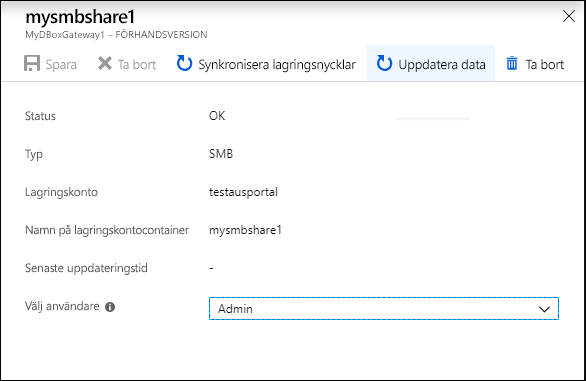 mysmbshare1
MyDBoxGateway1 – FÖRHANDSVERSION
Spara Ta bort Synkronisera lagringsnycklar Uppdatera data Ta bort
Status OK
Typ SMB
Lagringskonto testausportal
Namn på lagringskontocontainer mysmbshare1
Senaste uppdateringstid -
Välj användare Admin